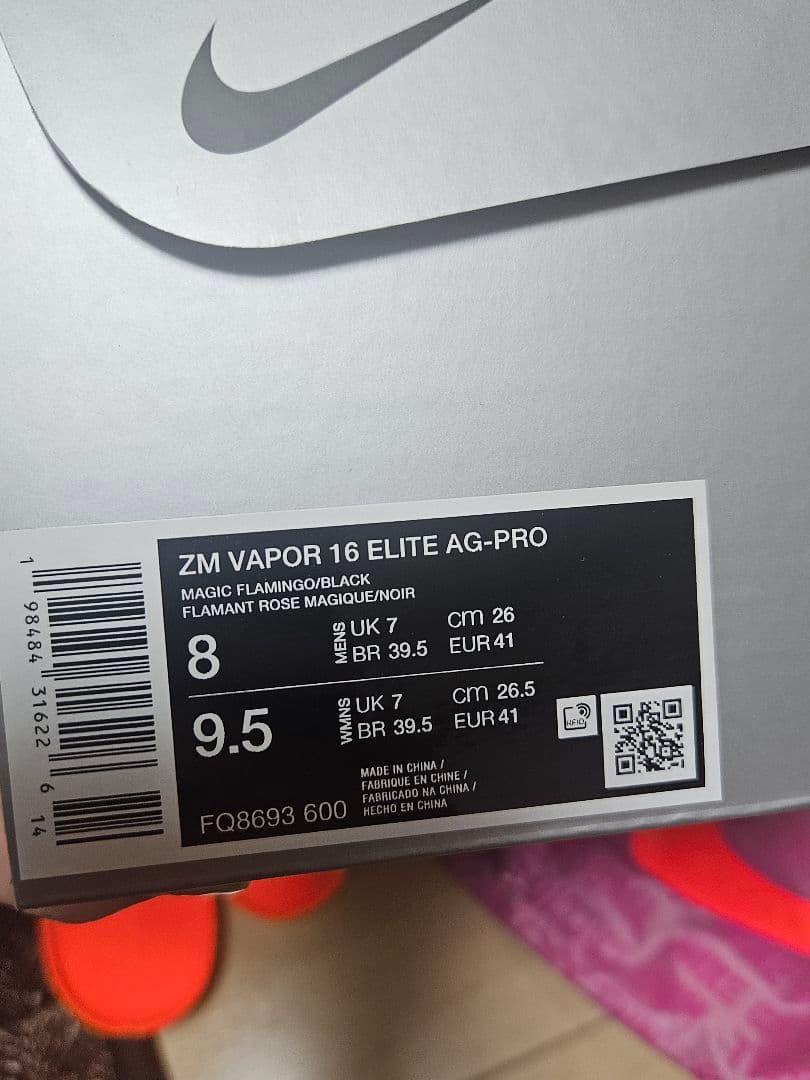 ZM VAPOR 16 ELITE AG-PRO
MAGIC FLAMINGO/BLACK
FLAMANT ROSE MAGIQUE/NOIR
8
MENS
UK 7
cm 26
BR 39.5
EUR 41
9.5
WMNS
UK 7
cm 26.5
BR 39.5
EUR 41
RFID
MADE IN CHINA /
FABRIQUE EN CHINE /
FABRICADO NA CHINA /
HECHO EN CHINA
FQ8693 600
1 98484 31622 6 14